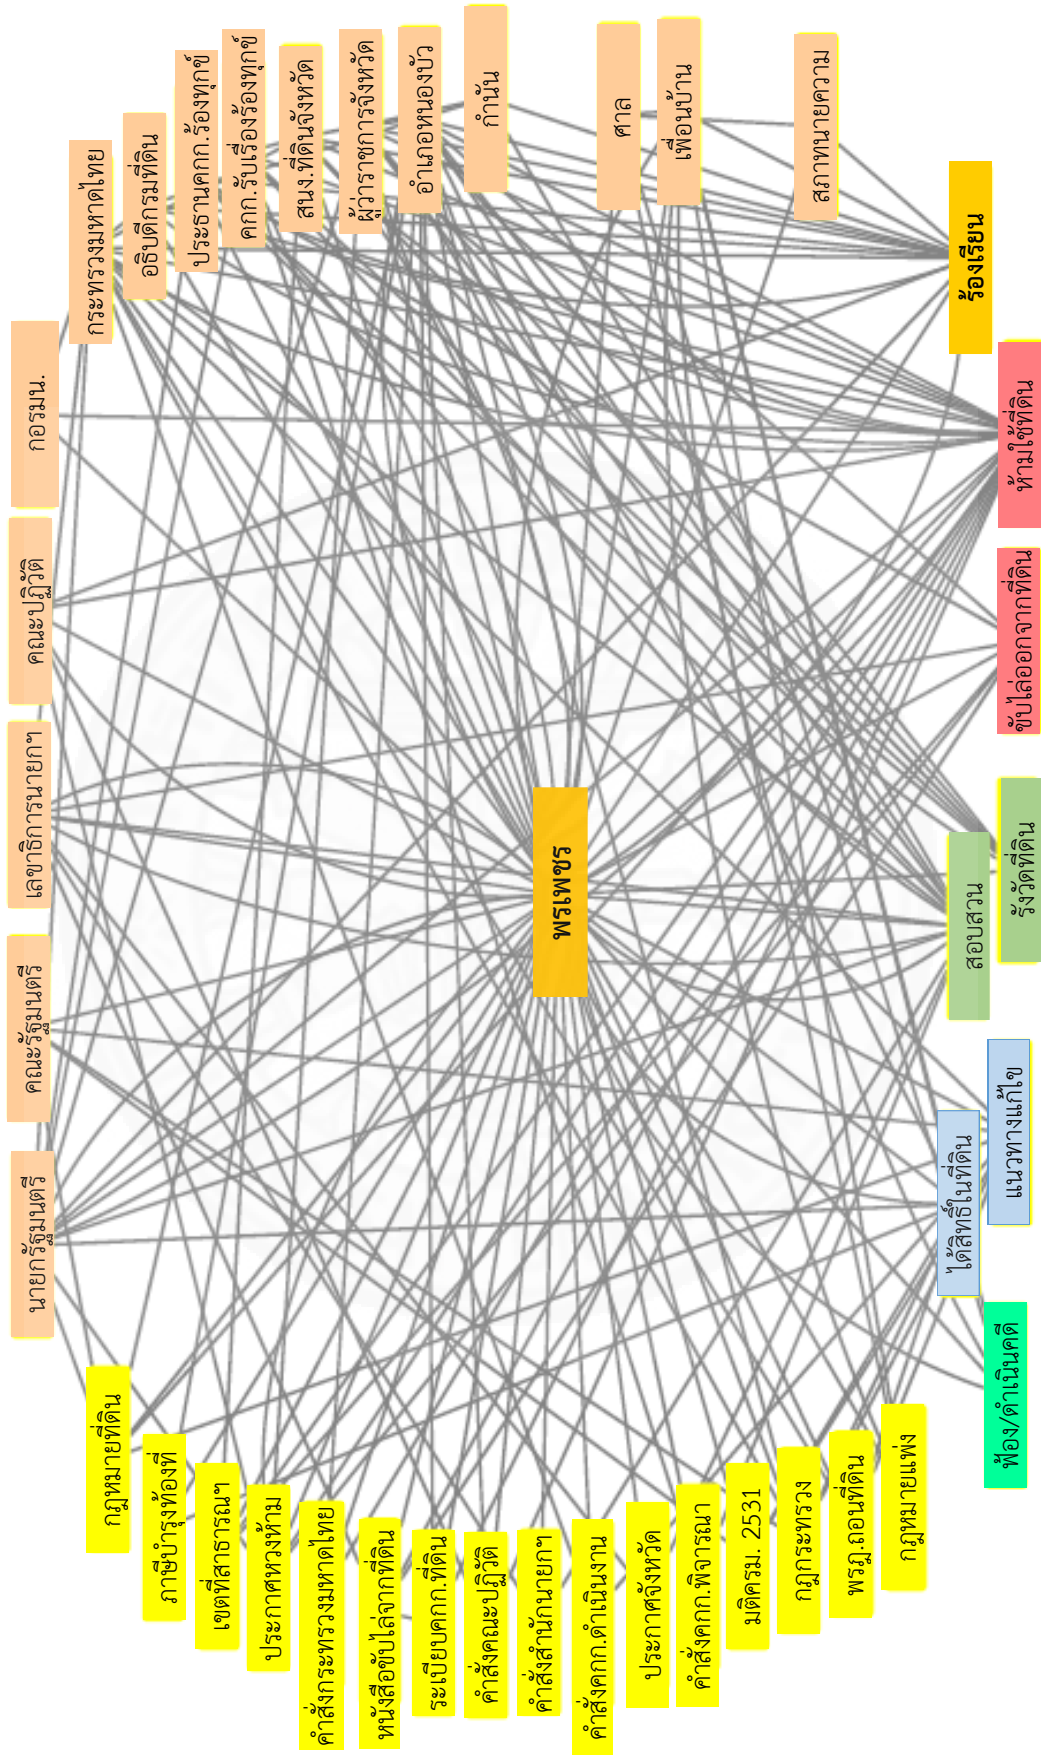 กำนัน
อำเภอหนองบัว
ผู้ว่าราชการจังหวัด
สนง.ที่ดินจังหวัด
คกก.รับเรื่องร้องทุกข์
ประธานคกก.ร้องทุกข์
อธิบดีกรมที่ดิน
กระทรวงมหาดไทย
กอรมน.
คณะปฏิวัติ
เลขาธิการนายกฯ
คณะรัฐมนตรี
นายกรัฐมนตรี
ศาล
เพื่อนบ้าน
สภาทนายความ
ร้องเรียน
ห้ามใช้ที่ดิน
ขับไล่ออกจากที่ดิน
รังวัดที่ดิน
สอบสวน
พรเพชร
แนวทางแก้ไข
ได้สิทธิ์ในที่ดิน
ฟ้อง/ดำเนินคดี
กฎหมายที่ดิน
ภาษีบำรุงท้องที่
เขตที่สาธารณฯ
ประกาศหวงห้าม
คำสั่งกระทรวงมหาดไทย
หนังสือขับไล่จากที่ดิน
ระเบียบคกก.ที่ดิน
คำสั่งคณะปฏิวัติ
คำสั่งสำนักนายกฯ
คำสั่งคกก.ดำเนินงาน
ประกาศจังหวัด
คำสั่งคกก.พิจารณา
มติครม. 2531
กฎกระทรวง
พรฎ.ถอนที่ดิน
กฎหมายแพ่ง